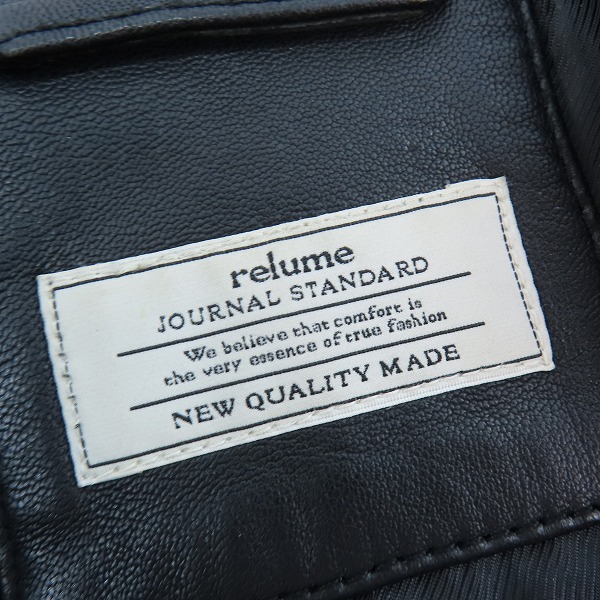 relume
JOURNAL STANDARD
We believe that comfort is
the very essence of true fashion
NEW QUALITY MADE